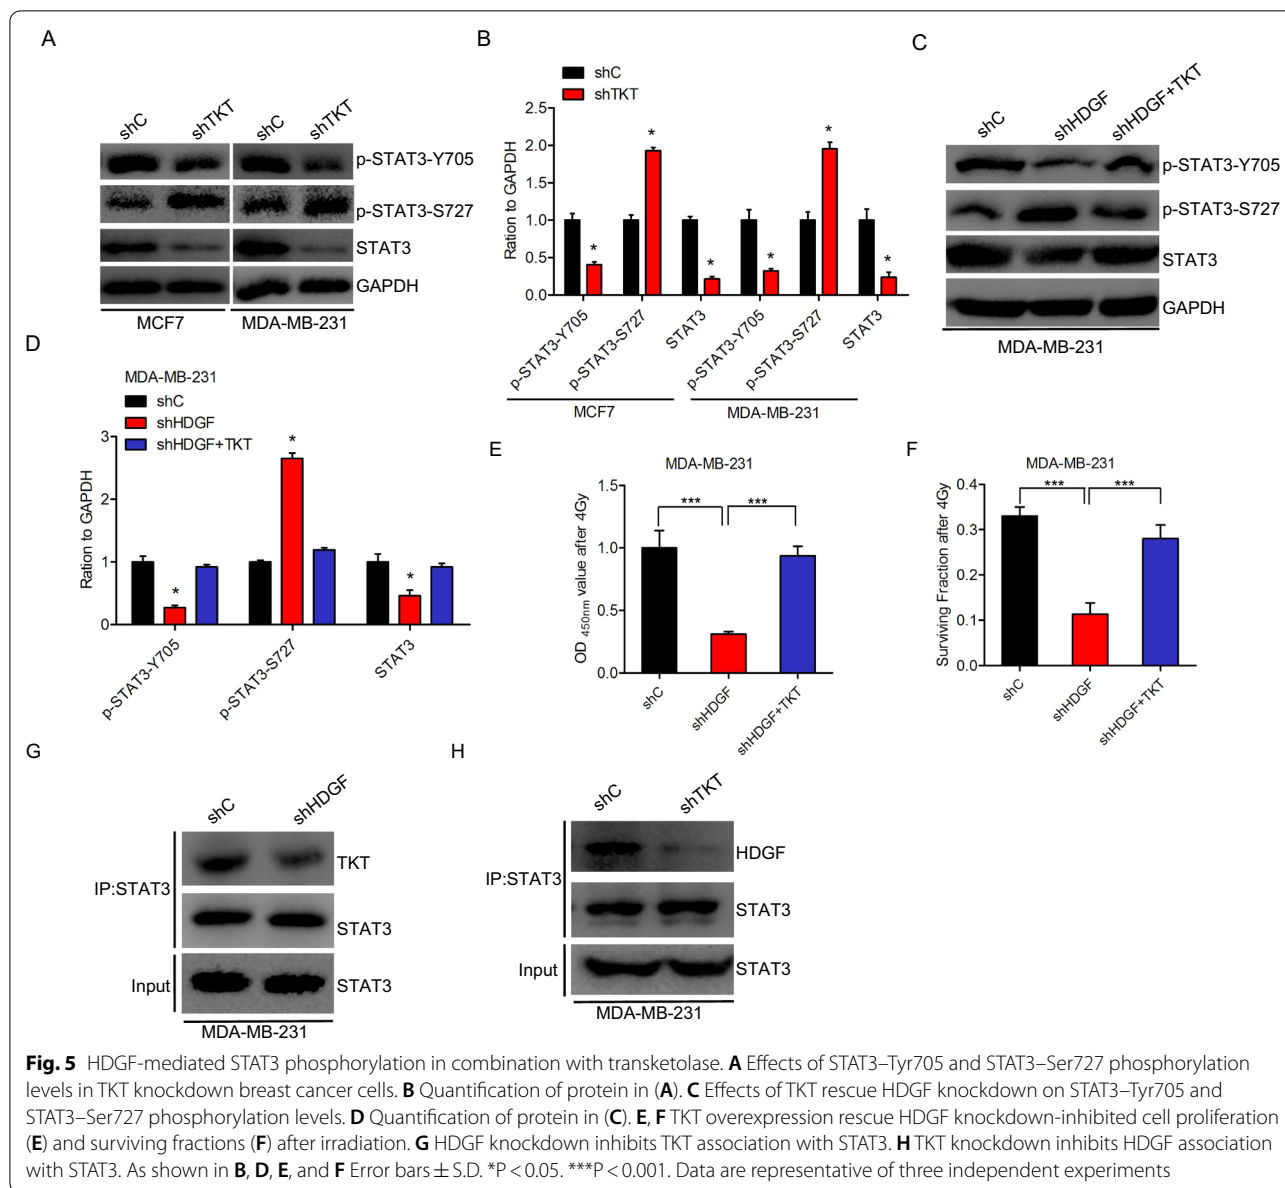 A
shC
shTKT
shC
shTKT
p-STAT3-Y705
p-STAT3-S727
STAT3
GAPDH
MCF7
MDA-MB-231
B
shC
shTKT
Ration to GAPDH
2.5
2.0
1.5
1.0
0.5
0.0
*
*
*
*
*
*
p-STAT3-Y705
p-STAT3-S727
STAT3
p-STAT3-Y705
p-STAT3-S727
STAT3
MCF7
MDA-MB-231
C
shC
shHDGF
shHDGF+TKT
p-STAT3-Y705
p-STAT3-S727
STAT3
GAPDH
MDA-MB-231
D
MDA-MB-231
shC
shHDGF
shHDGF+TKT
Ration to GAPDH
3
2
1
0
*
*
*
p-STAT3-Y705
p-STAT3-S727
STAT3
E
MDA-MB-231
OD 450nm value after 4Gy
1.5
1.0
0.5
0.0
***
***
shC
shHDGF
shHDGF+TKT
F
MDA-MB-231
Surviving Fraction after 4Gy
0.4
0.3
0.2
0.1
0.0
***
***
shC
shHDGF
shHDGF+TKT
G
shC
shHDGF
IP:STAT3
TKT
STAT3
Input
STAT3
MDA-MB-231
H
shC
shTKT
IP:STAT3
HDGF
STAT3
Input
STAT3
MDA-MB-231
Fig. 5 HDGF-mediated STAT3 phosphorylation in combination with transketolase. A Effects of STAT3–Tyr705 and STAT3–Ser727 phosphorylation
levels in TKT knockdown breast cancer cells. B Quantification of protein in (A). C Effects of TKT rescue HDGF knockdown on STAT3–Tyr705 and
STAT3–Ser727 phosphorylation levels. D Quantification of protein in (C). E, F TKT overexpression rescue HDGF knockdown-inhibited cell proliferation
(E) and surviving fractions (F) after irradiation. G HDGF knockdown inhibits TKT association with STAT3. H TKT knockdown inhibits HDGF association
with STAT3. As shown in B, D, E, and F Error bars ± S.D. *P < 0.05. ***P < 0.001. Data are representative of three independent experiments